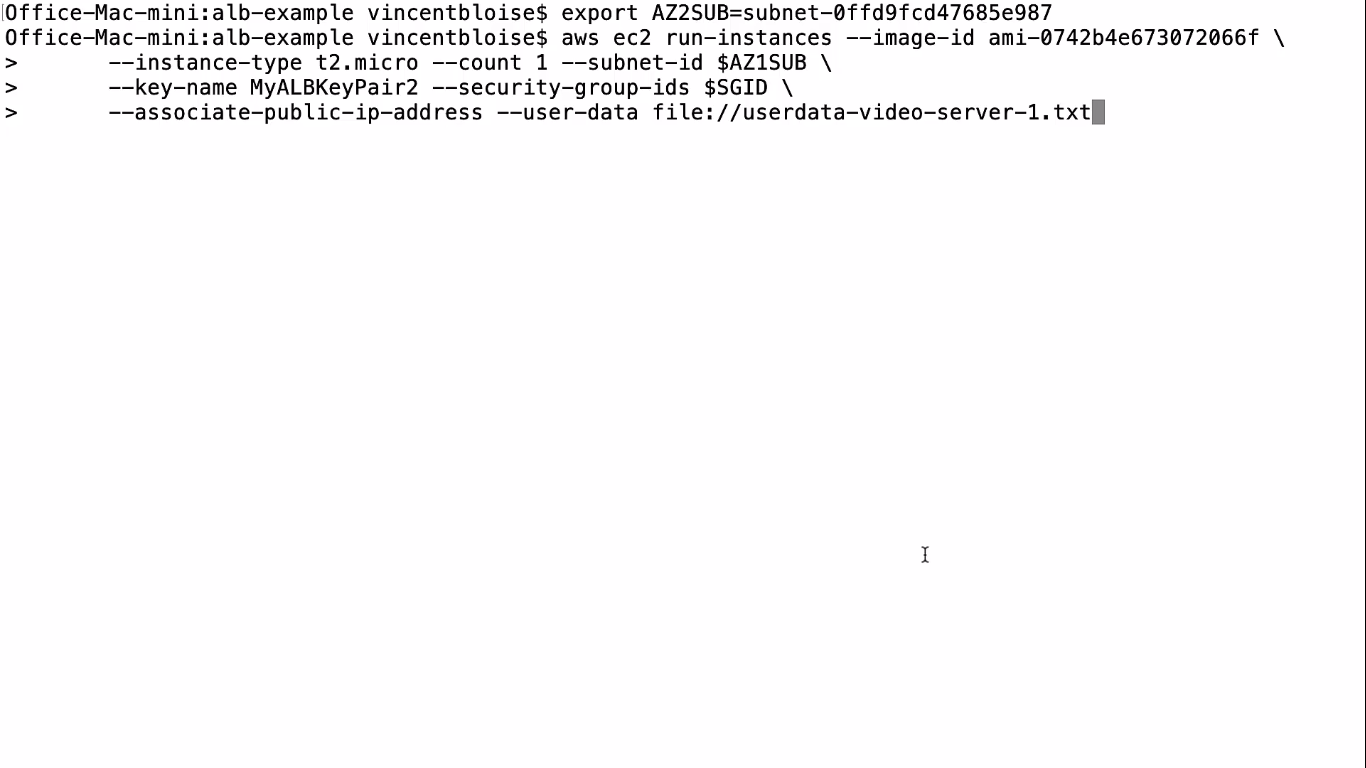 Office-Mac-mini:alb-example vincentbloise$ export AZ2SUB=subnet-0ffd9fcd47685e987
Office-Mac-mini:alb-example vincentbloise$ aws ec2 run-instances --image-id ami-0742b4e673072066f \
>       --instance-type t2.micro --count 1 --subnet-id $AZ1SUB \
>       --key-name MyALBKeyPair2 --security-group-ids $SGID \
>       --associate-public-ip-address --user-data file://userdata-video-server-1.txt